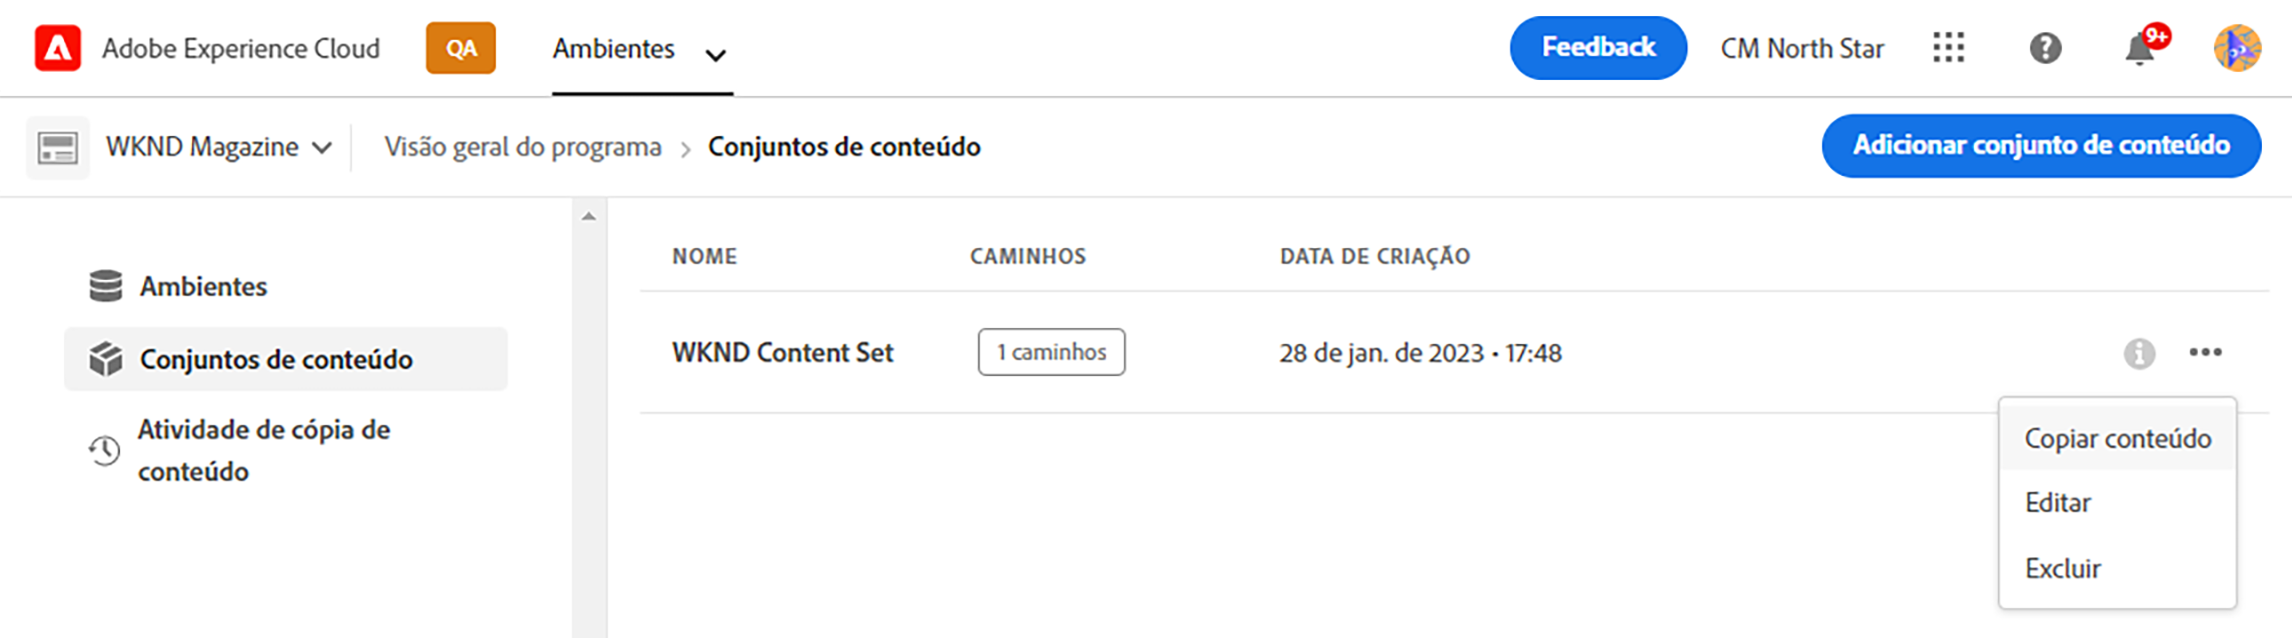 Adobe Experience Cloud QA Ambientes Feedback CM North Star ? 9+
WKND Magazine Visão geral do programa > Conjuntos de conteúdo Adicionar conjunto de conteúdo
Ambientes
Conjuntos de conteúdo
Atividade de cópia de
conteúdo
NOME CAMINHOS DATA DE CRIAÇÃO
WKND Content Set 1 caminhos 28 de jan. de 2023 • 17:48
Copiar conteúdo
Editar
Excluir